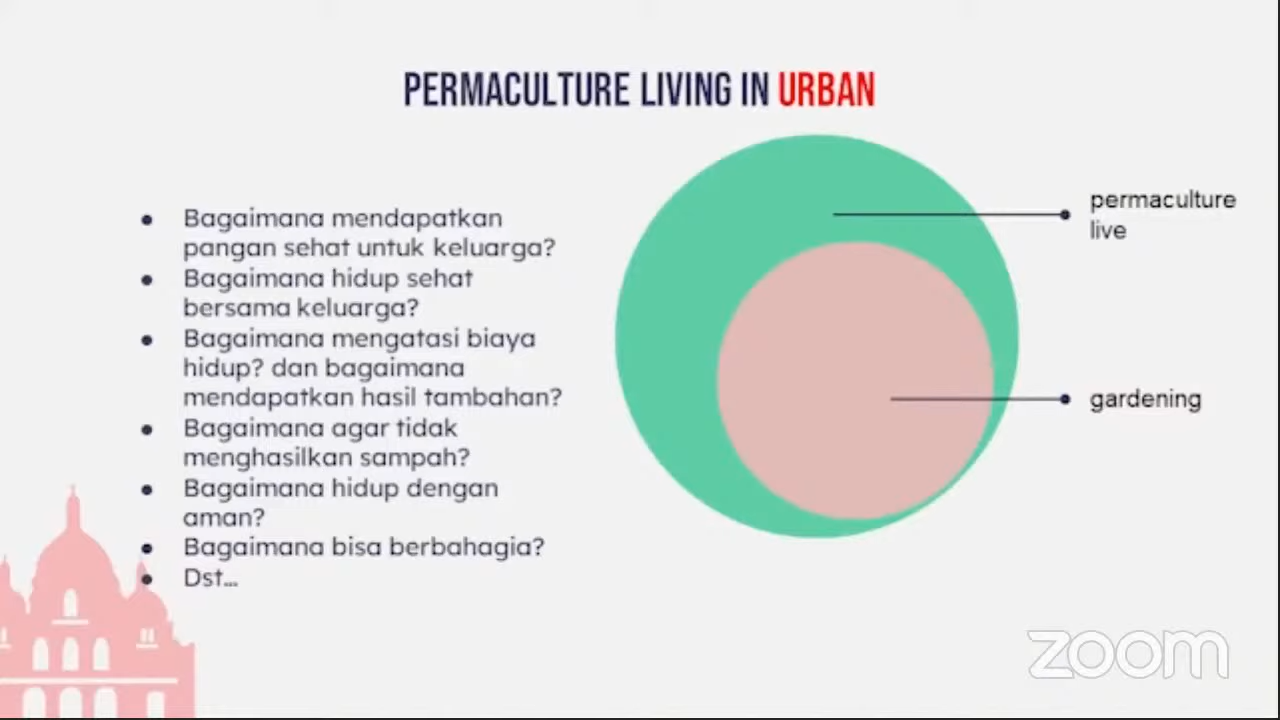 PERMACULTURE LIVING IN URBAN
Bagaimana mendapatkan
pangan sehat untuk keluarga?
Bagaimana hidup sehat
bersama keluarga?
Bagaimana mengatasi biaya
hidup? dan bagaimana
mendapatkan hasil tambahan?
Bagaimana agar tidak
menghasilkan sampah?
Bagaimana hidup dengan
aman?
Bagaimana bisa berbahagia?
Dst...
permaculture
live
gardening
zoom